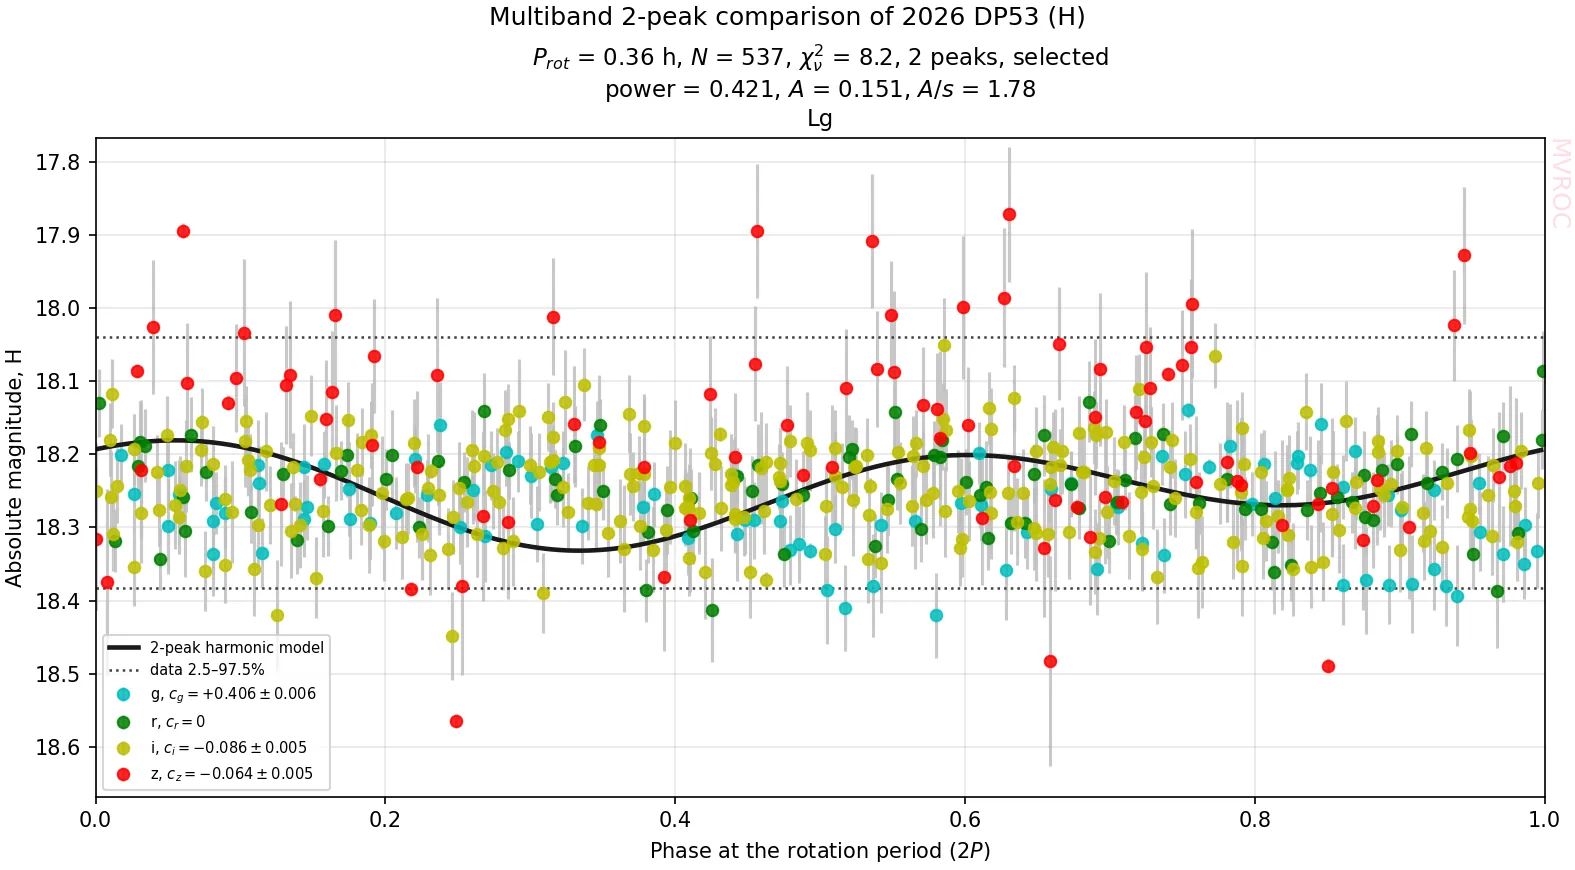 Multiband 2-peak comparison of 2026 DP53 (H)
P_rot = 0.36 h, N = 537, χ²_ν = 8.2, 2 peaks, selected
power = 0.421, A = 0.151, A/s = 1.78
Lg
MVROC
Absolute magnitude, H
17.8
17.9
18.0
18.1
18.2
18.3
18.4
18.5
18.6
2-peak harmonic model
data 2.5–97.5%
g, c_g = +0.406 ± 0.006
r, c_r = 0
i, c_i = −0.086 ± 0.005
z, c_z = −0.064 ± 0.005
0.0 0.2 0.4 0.6 0.8 1.0
Phase at the rotation period (2P)